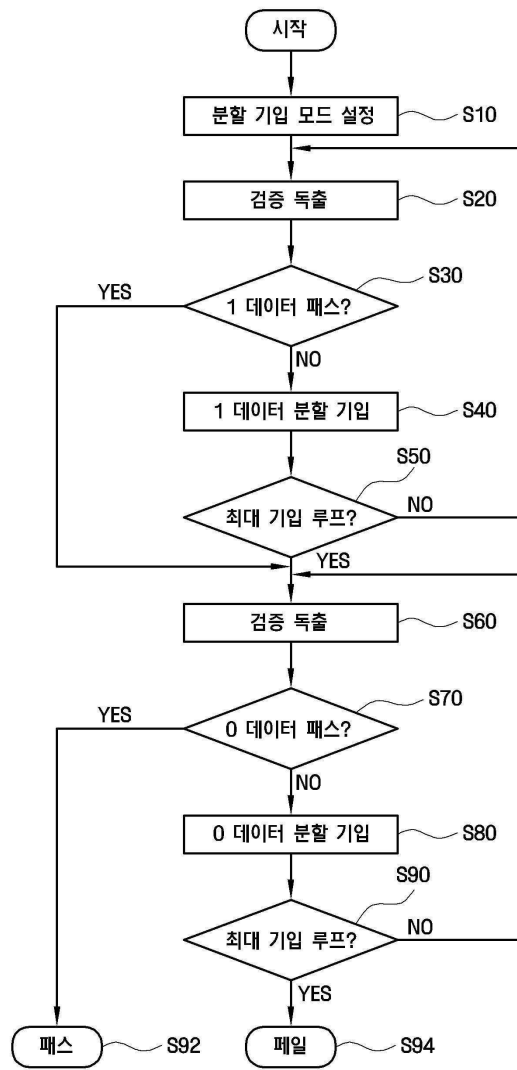 시작
분할 기입 모드 설정
S10
검증 독출
S20
S30
YES
1 데이터 패스?
NO
1 데이터 분할 기입
S40
S50
최대 기입 루프?
NO
YES
검증 독출
S60
S70
YES
0 데이터 패스?
NO
0 데이터 분할 기입
S80
S90
최대 기입 루프?
NO
YES
패스
S92
페일
S94